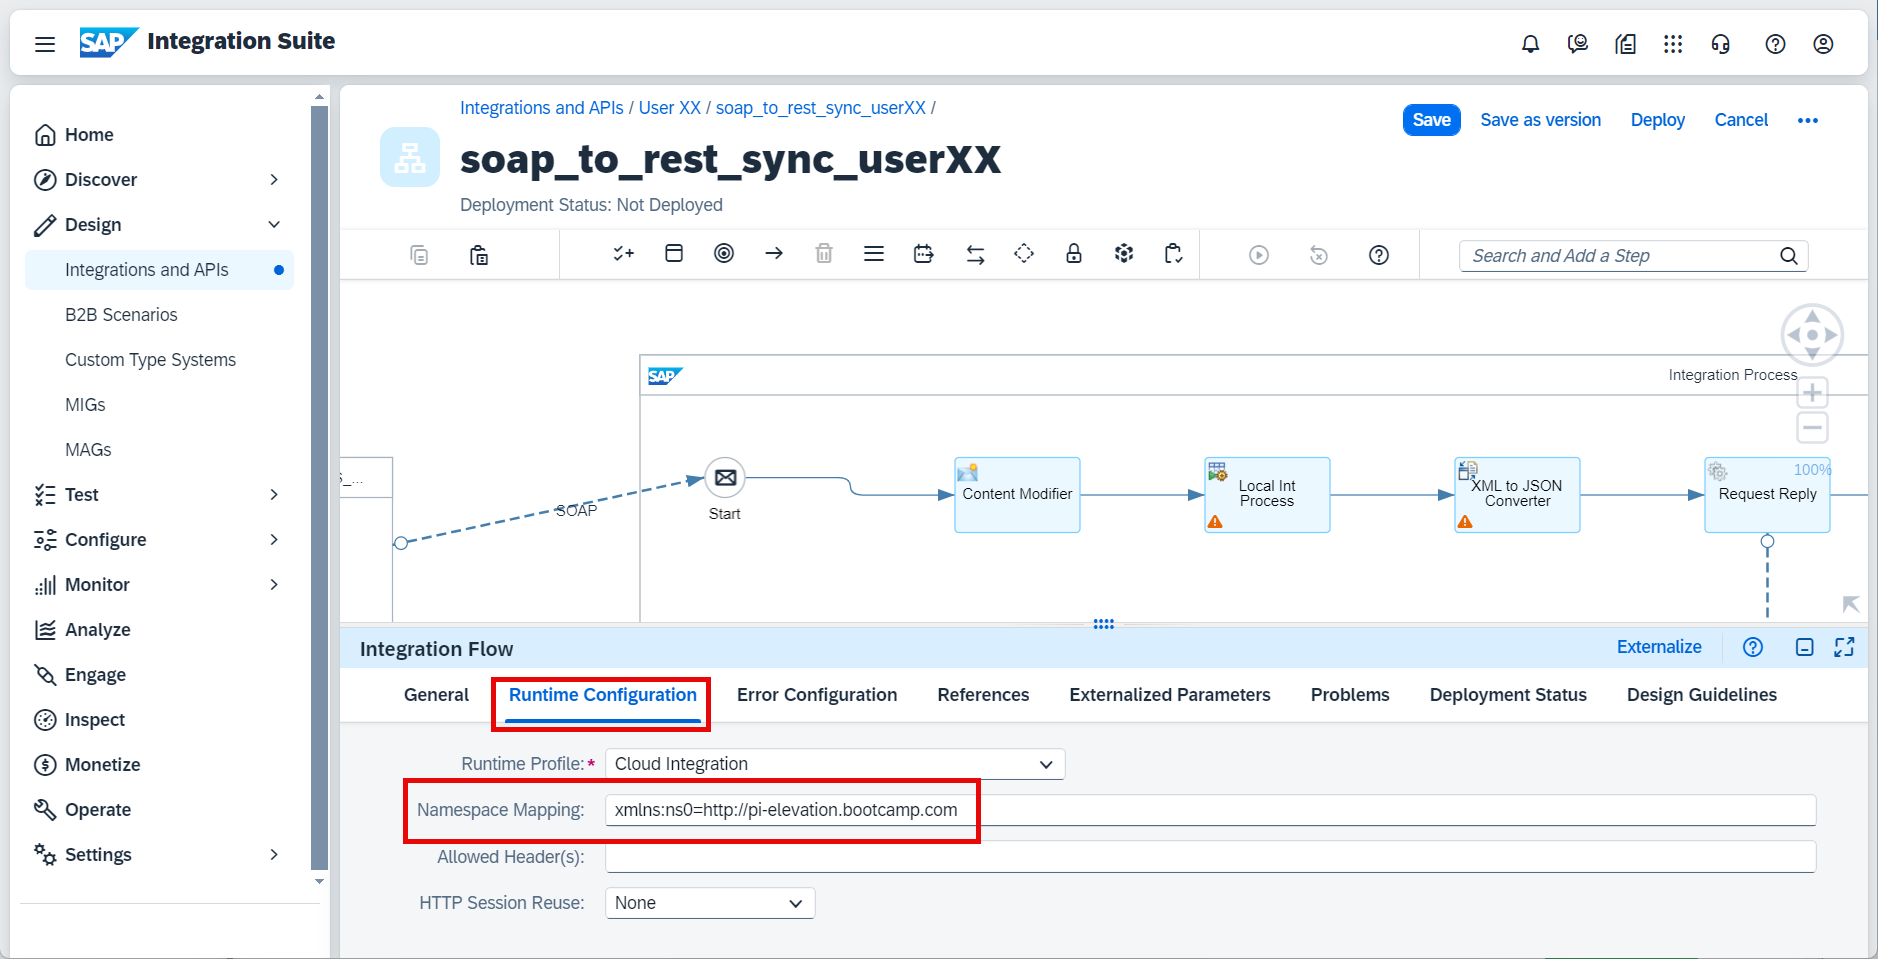 SAP Integration Suite
Home
Discover
Design
Integrations and APIs
B2B Scenarios
Custom Type Systems
MIGs
MAGs
Test
Configure
Monitor
Analyze
Engage
Inspect
Monetize
Operate
Settings
Integrations and APIs / User XX / soap_to_rest_sync_userXX /
soap_to_rest_sync_userXX
Deployment Status: Not Deployed
Save Save as version Deploy Cancel
Search and Add a Step
SAP
Integration Process
SOAP
Start
Content Modifier
Local Int
Process
XML to JSON
Converter
100%
Request Reply
Integration Flow
Externalize
General Runtime Configuration Error Configuration References Externalized Parameters Problems Deployment Status Design Guidelines
Runtime Profile:* Cloud Integration
Namespace Mapping: xmlns:ns0=http://pi-elevation.bootcamp.com
Allowed Header(s):
HTTP Session Reuse: None